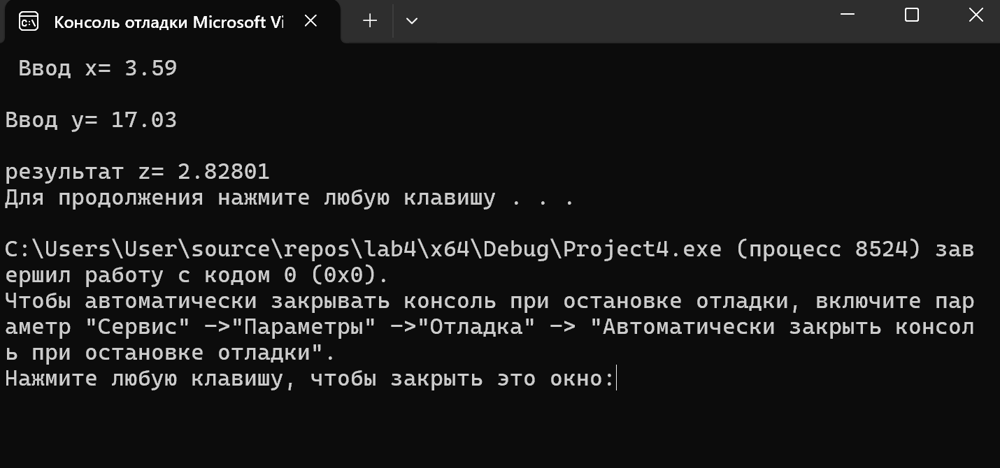 Консоль отладки Microsoft Vi
Ввод x= 3.59
Ввод y= 17.03
результат z= 2.82801
Для продолжения нажмите любую клавишу . . .
C:\Users\User\source\repos\lab4\x64\Debug\Project4.exe (процесс 8524) зав
ершил работу с кодом 0 (0x0).
Чтобы автоматически закрывать консоль при остановке отладки, включите пар
аметр "Сервис" ->"Параметры" ->"Отладка" -> "Автоматически закрыть консол
ь при остановке отладки".
Нажмите любую клавишу, чтобы закрыть это окно: